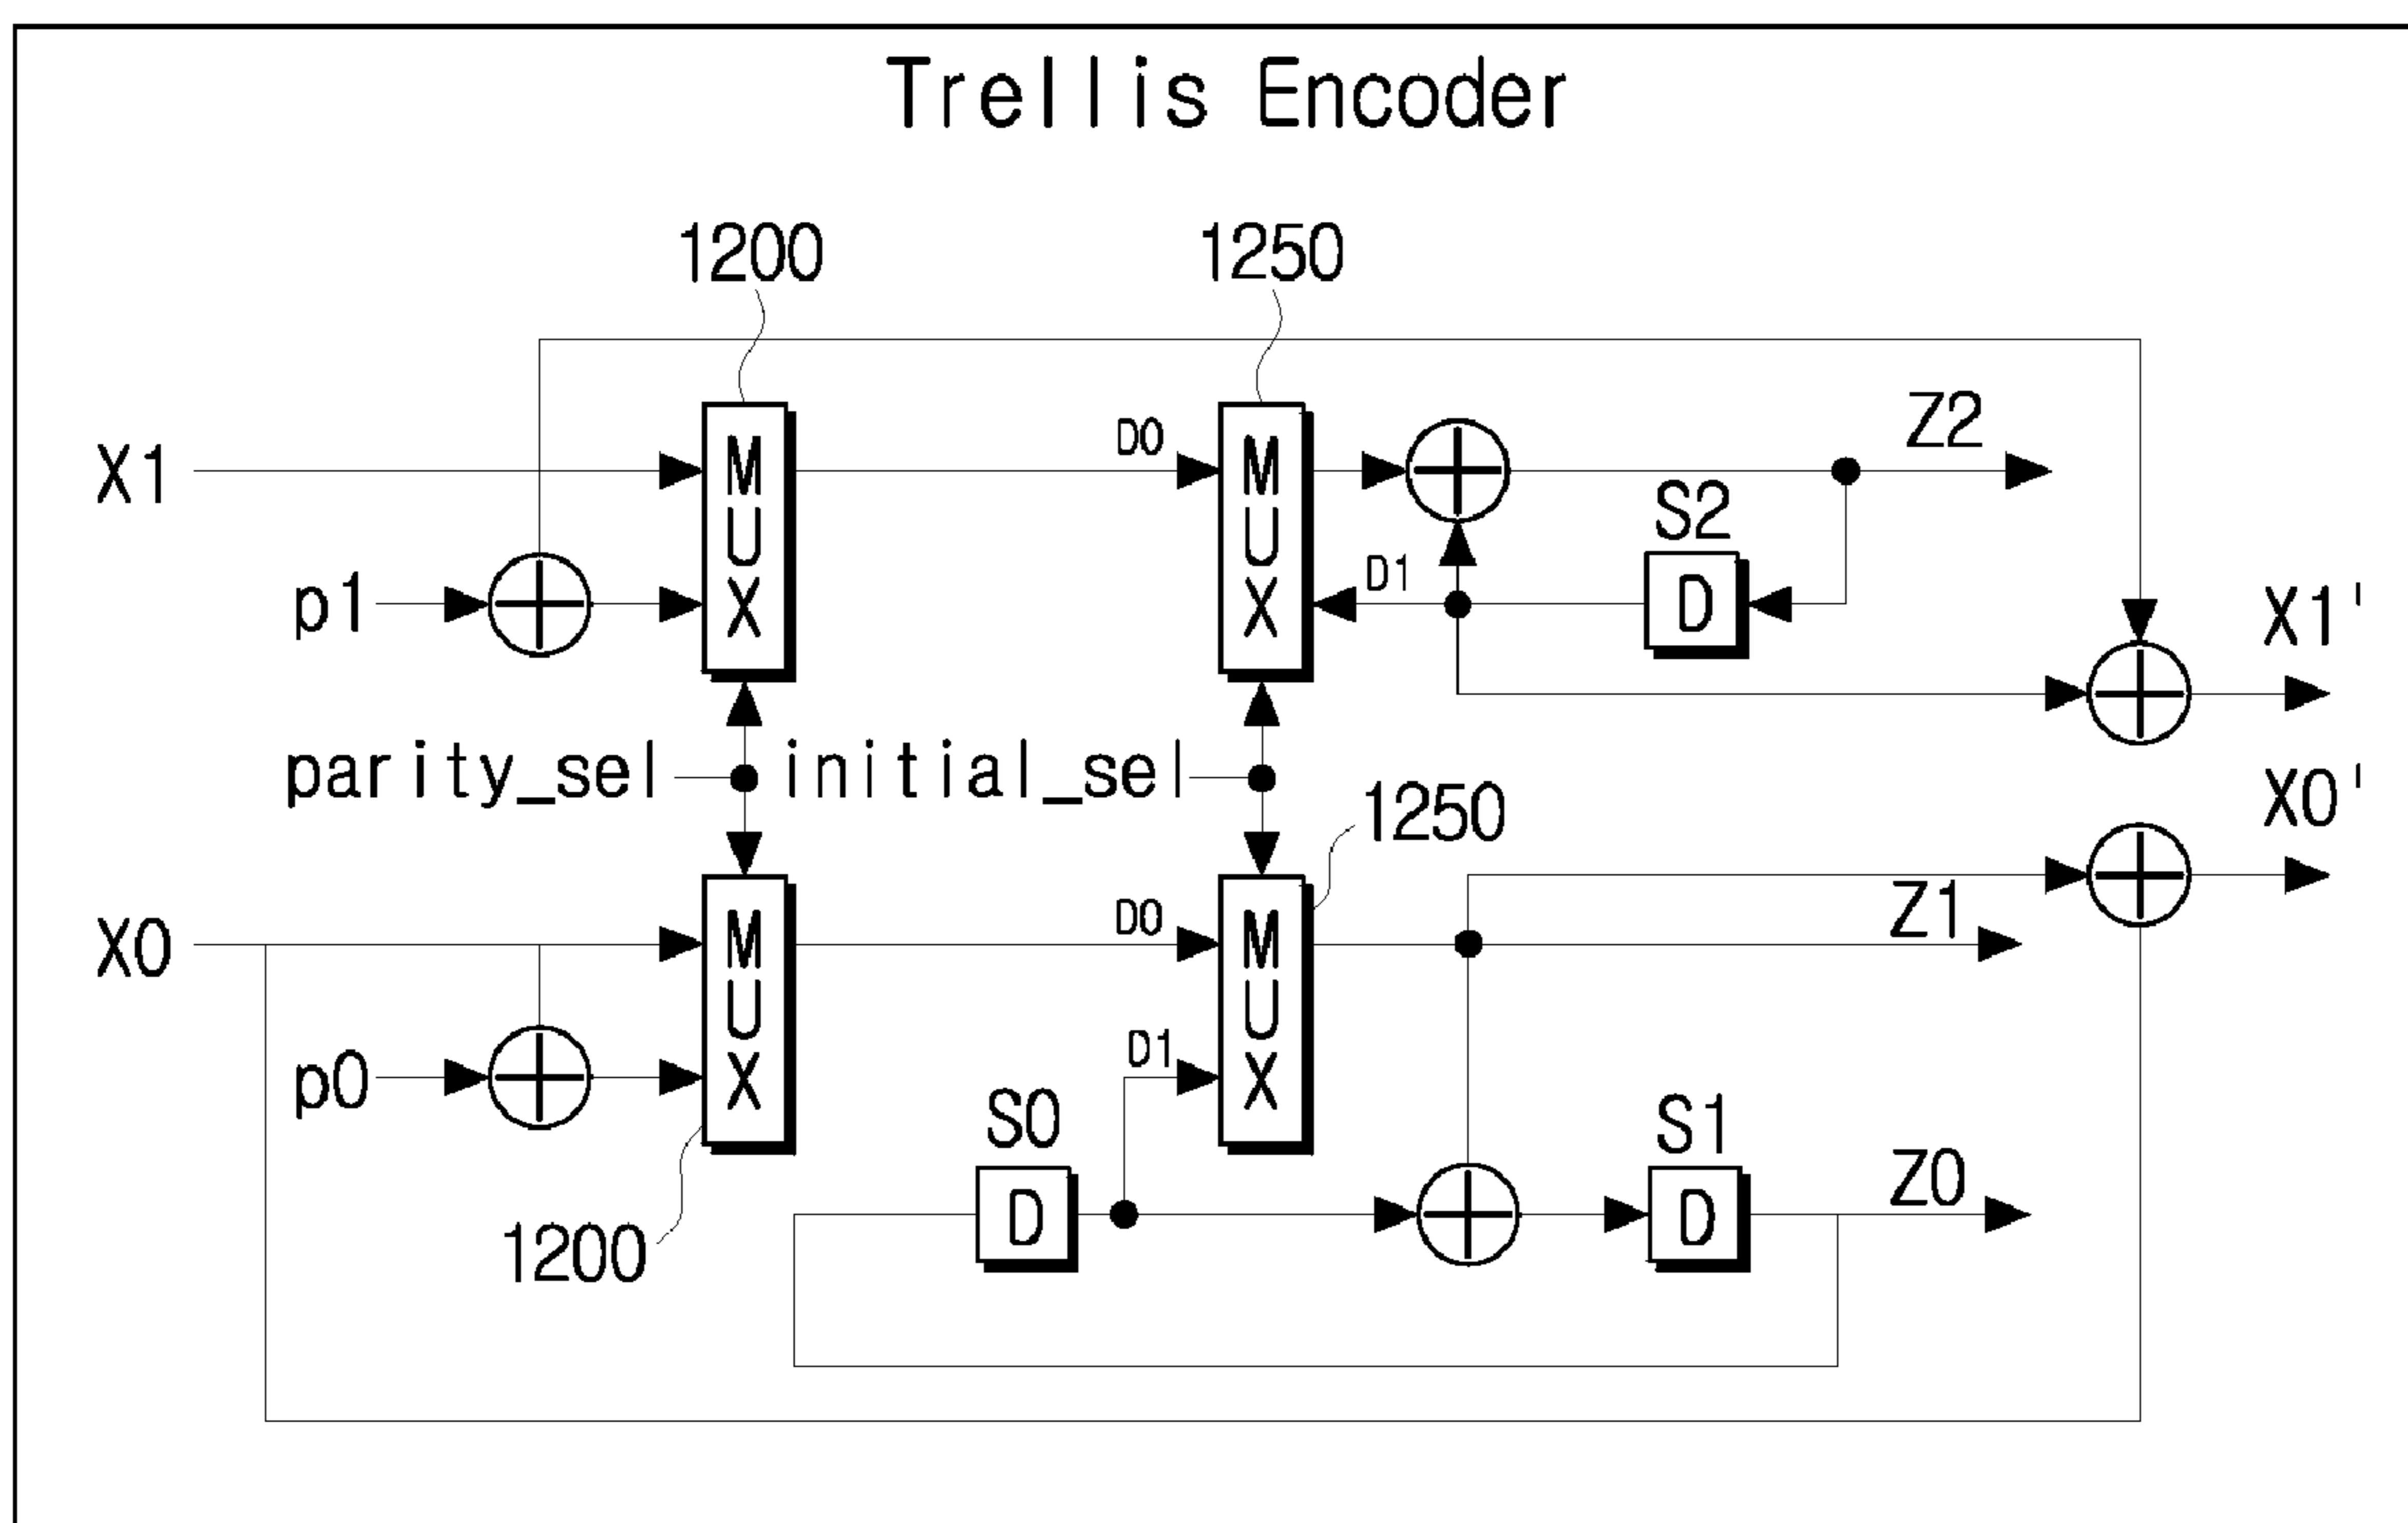 Trellis Encoder
1200
1250
X1
MUX
D0
MUX
Z2
S2
D
D1
p1
X1'
parity_sel
initial_sel
X0'
1250
X0
MUX
D0
MUX
Z1
D1
p0
S0
D
S1
D
Z0
1200